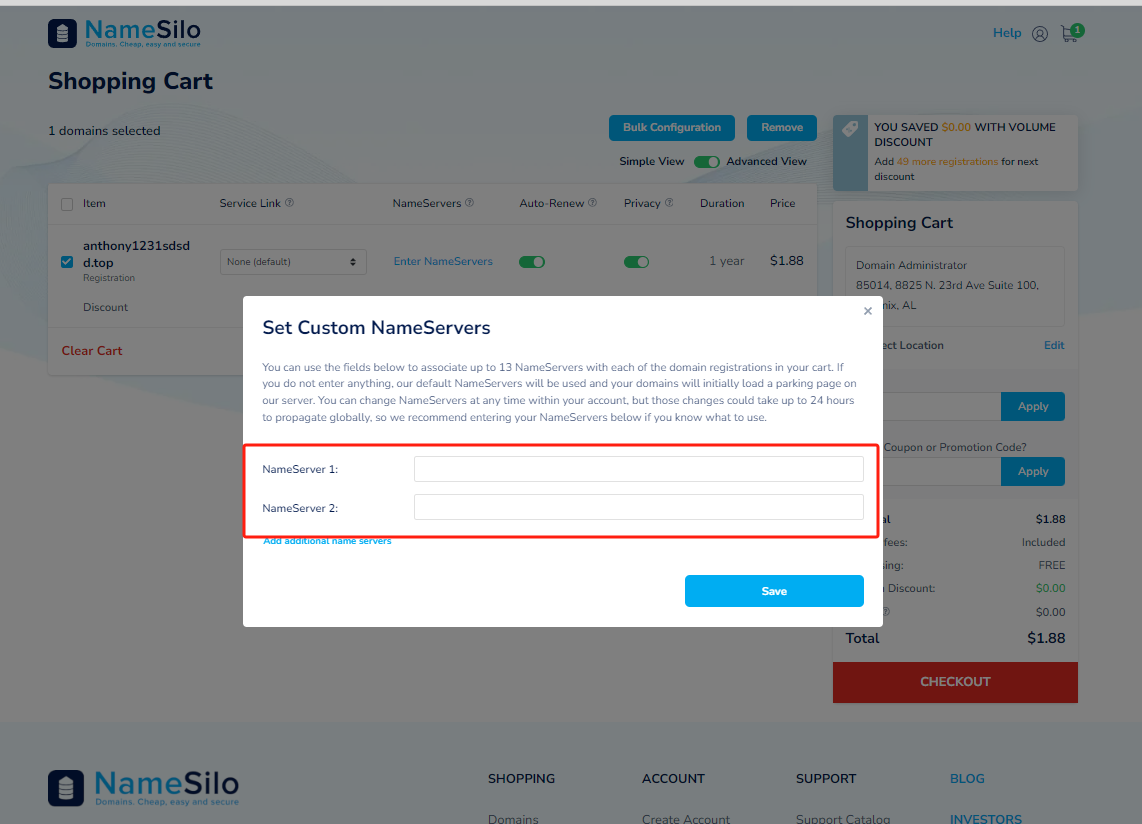 NameSilo
Domains. Cheap, easy and secure
Help
1
Shopping Cart
1 domains selected
Bulk Configuration
Remove
Simple View
Advanced View
YOU SAVED $0.00 WITH VOLUME
DISCOUNT
Add 49 more registrations for next
discount
Item
Service Link
NameServers
Auto-Renew
Privacy
Duration
Price
anthony1231sdsd
d.top
Registration
None (default)
Enter NameServers
1 year
$1.88
Discount
Clear Cart
Shopping Cart
Domain Administrator
85014, 8825 N. 23rd Ave Suite 100,
nix, AL
ect Location
Edit
Apply
Coupon or Promotion Code?
Apply
al
$1.88
fees:
Included
ing:
FREE
Discount:
$0.00
$0.00
Total
$1.88
CHECKOUT
Set Custom NameServers
×
You can use the fields below to associate up to 13 NameServers with each of the domain registrations in your cart. If
you do not enter anything, our default NameServers will be used and your domains will initially load a parking page on
our server. You can change NameServers at any time within your account, but those changes could take up to 24 hours
to propagate globally, so we recommend entering your NameServers below if you know what to use.
NameServer 1:
NameServer 2:
Add additional name servers
Save
NameSilo
Domains. Cheap, easy and secure
SHOPPING
ACCOUNT
SUPPORT
BLOG
Domains
Create Account
Support Catalog
INVESTORS